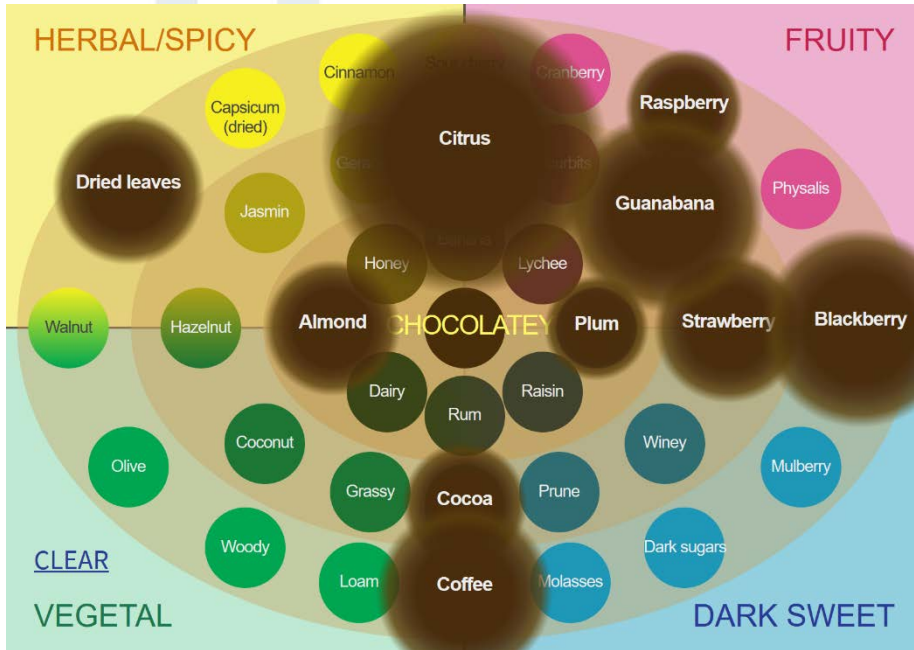 HERBAL/SPICY
FRUITY
Cinnamon
Sour cherry
Cranberry
Capsicum
(dried)
Raspberry
Citrus
Dried leaves
Jasmin
Guanabana
Physalis
Honey
Lychee
Walnut
Hazelnut
Almond
CHOCOLATEY
Plum
Strawberry
Blackberry
Dairy
Rum
Raisin
Olive
Coconut
Winey
Mulberry
Grassy
Cocoa
Prune
Woody
Dark sugars
CLEAR
Loam
Coffee
Molasses
VEGETAL
DARK SWEET